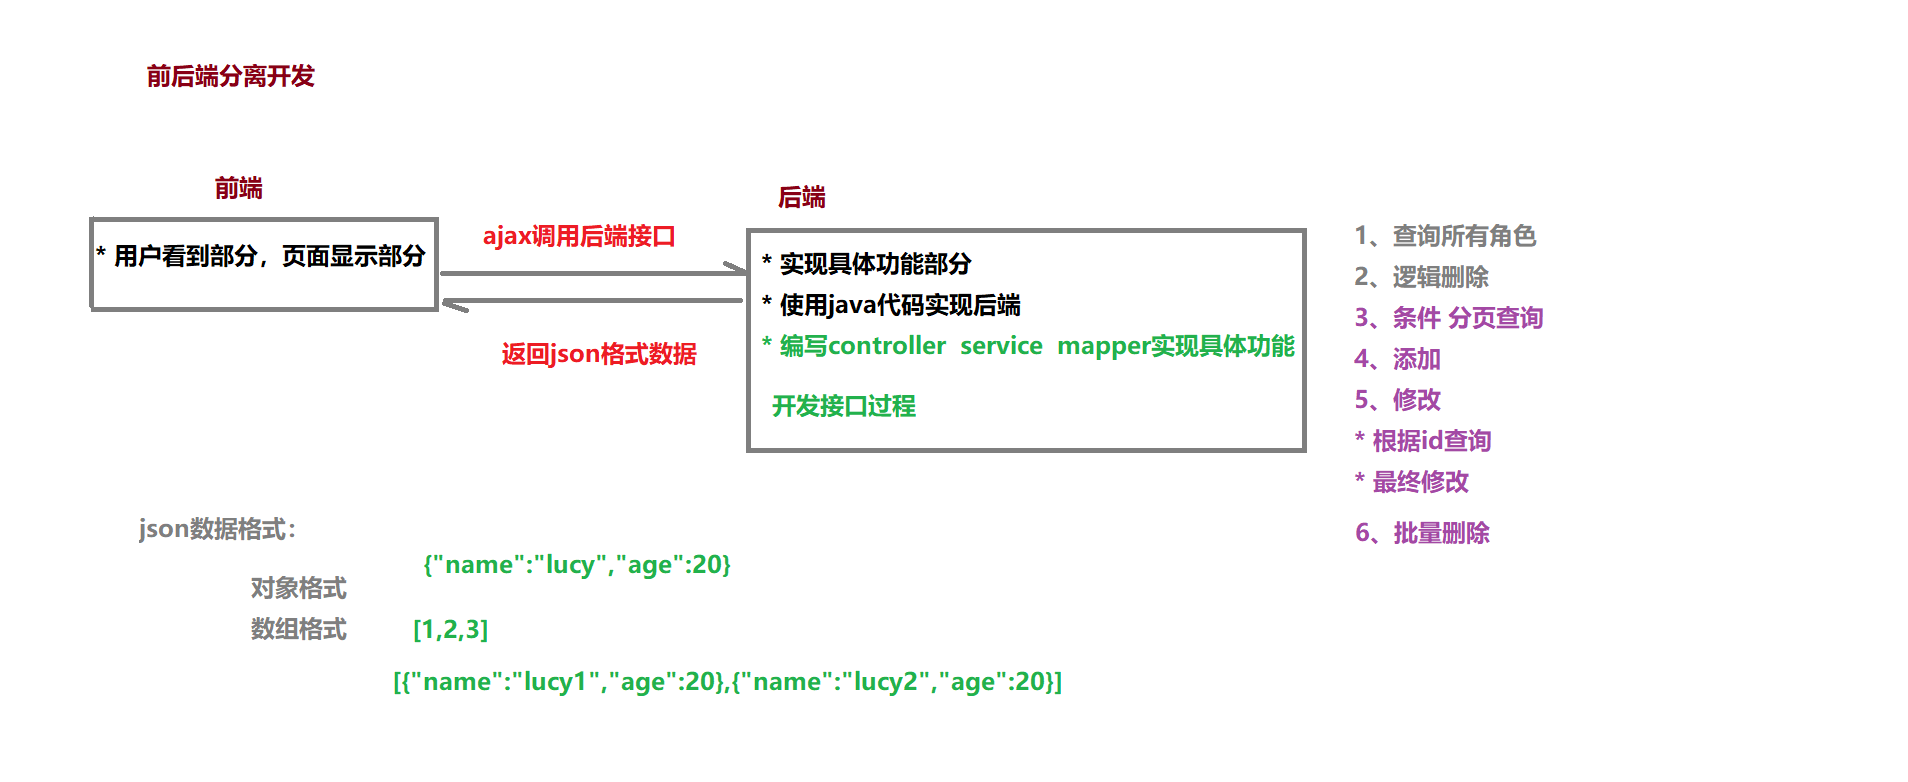 前后端分离开发
前端
* 用户看到部分，页面显示部分
ajax调用后端接口
返回json格式数据
后端
* 实现具体功能部分
* 使用java代码实现后端
* 编写controller  service  mapper实现具体功能
开发接口过程
1、查询所有角色
2、逻辑删除
3、条件 分页查询
4、添加
5、修改
* 根据id查询
* 最终修改
6、批量删除
json数据格式：
{"name":"lucy","age":20}
对象格式
数组格式
[1,2,3]
[{"name":"lucy1","age":20},{"name":"lucy2","age":20}]